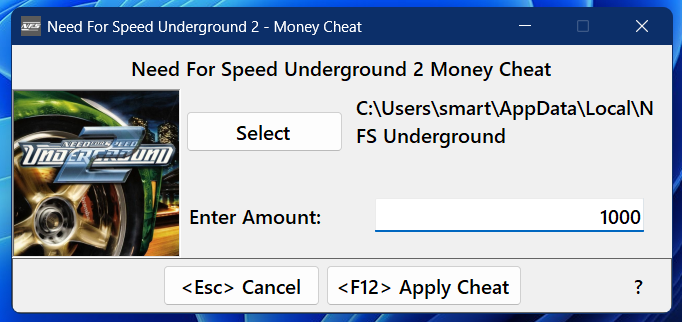 Need For Speed Underground 2 - Money Cheat
Need For Speed Underground 2 Money Cheat
NEED FOR SPEED
UNDERGROUND
2
Select
C:\Users\smart\AppData\Local\N
FS Underground
Enter Amount:
1000
<Esc> Cancel
<F12> Apply Cheat
?